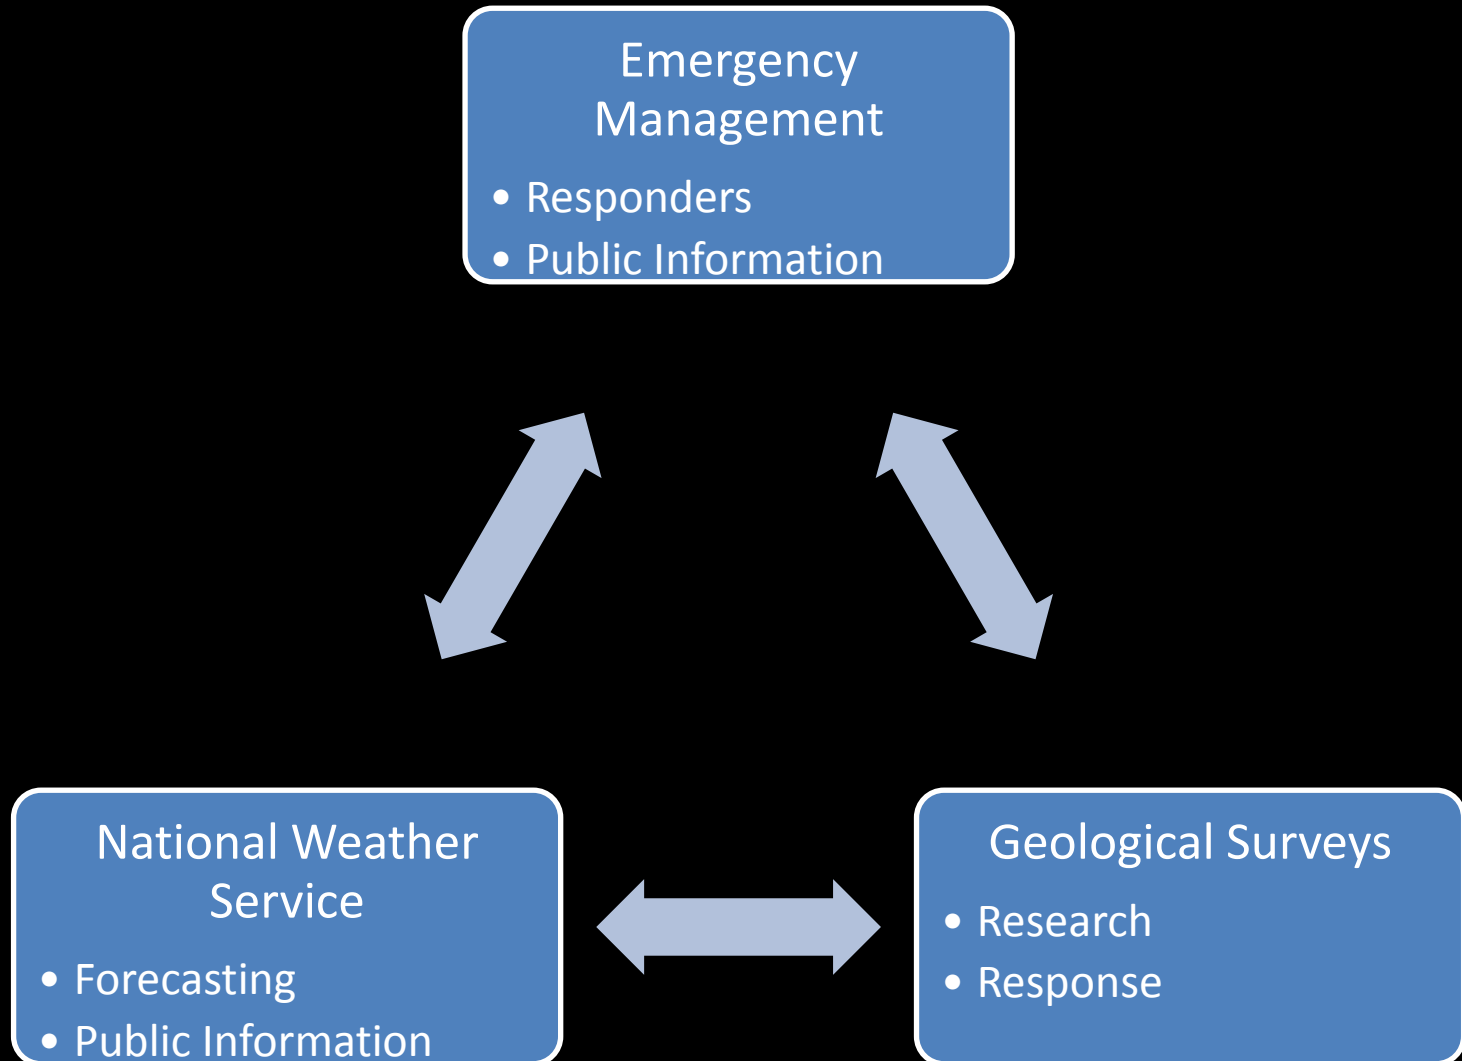 Emergency
Management
• Responders
• Public Information
National Weather
Service
• Forecasting
• Public Information
Geological Surveys
• Research
• Response